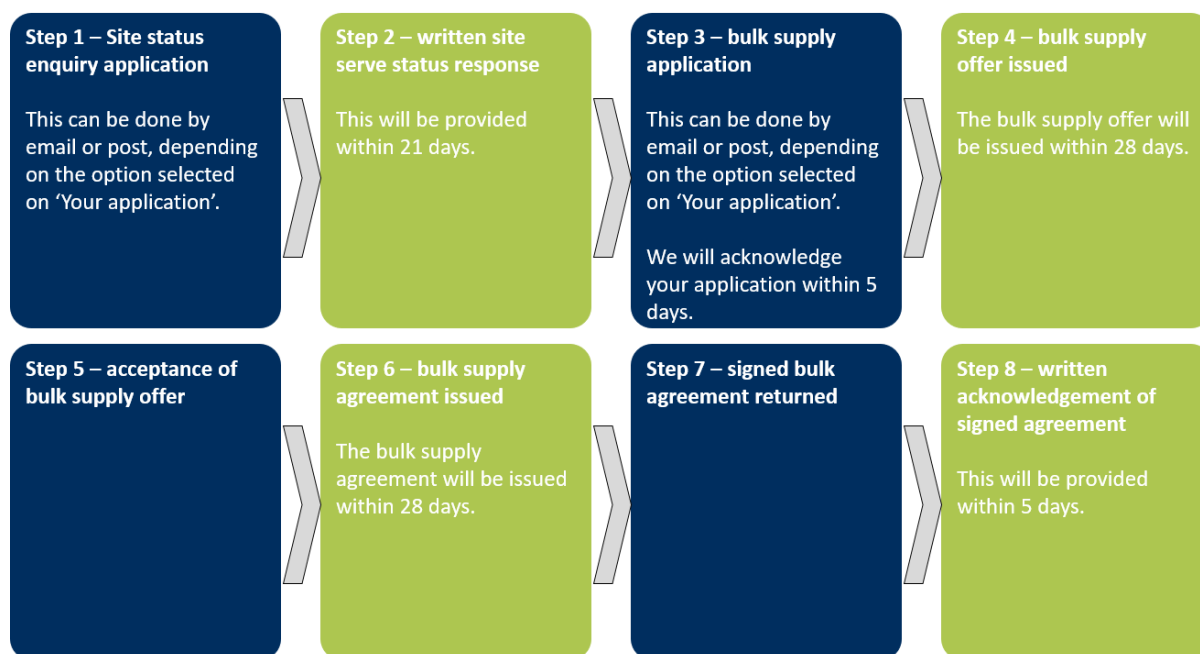 Step 1 – Site status
enquiry application
This can be done by
email or post, depending
on the option selected
on ‘Your application’.
Step 2 – written site
serve status response
This will be provided
within 21 days.
Step 3 – bulk supply
application
This can be done by
email or post, depending
on the option selected
on ‘Your application’.
We will acknowledge
your application within 5
days.
Step 4 – bulk supply
offer issued
The bulk supply offer will
be issued within 28 days.
Step 5 – acceptance of
bulk supply offer
Step 6 – bulk supply
agreement issued
The bulk supply
agreement will be issued
within 28 days.
Step 7 – signed bulk
agreement returned
Step 8 – written
acknowledgement of
signed agreement
This will be provided
within 5 days.